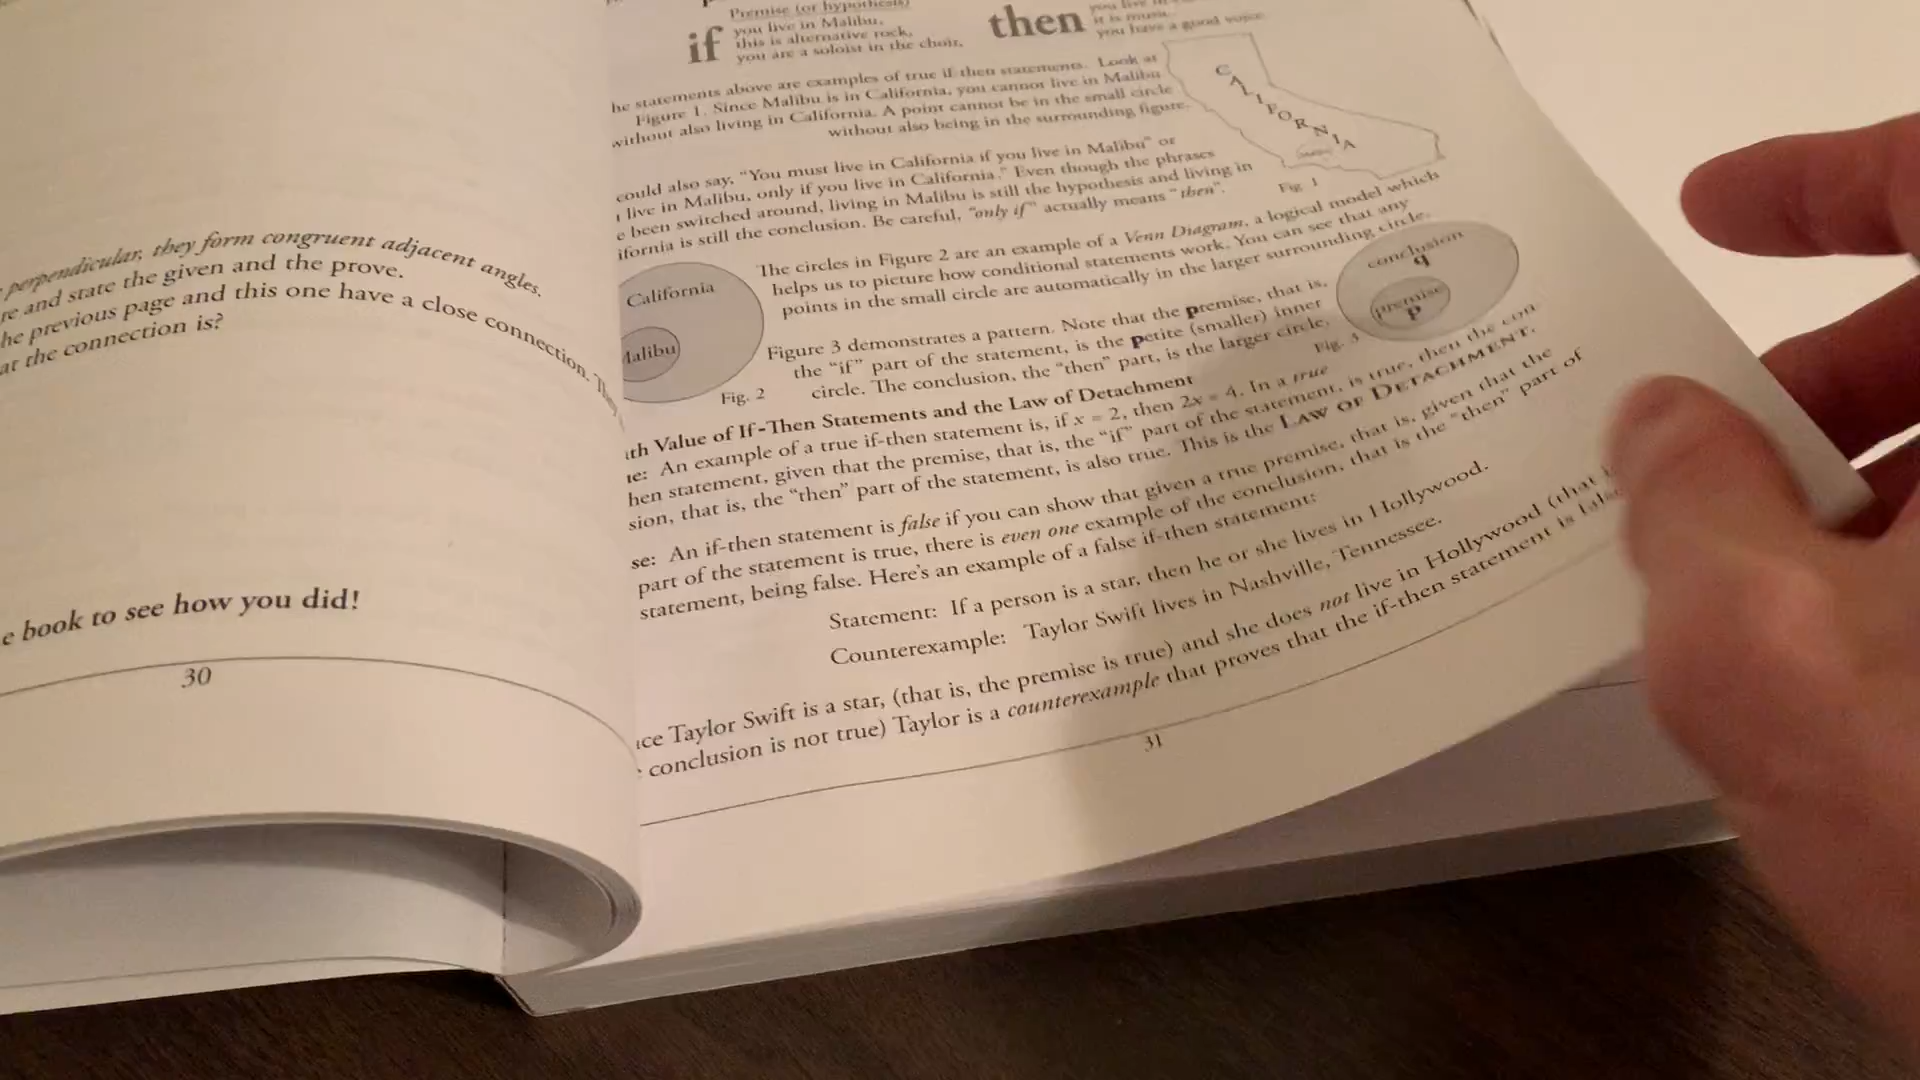 perpendicular, they form congruent adjacent angles.
re and state the given and the prove.
he previous page and this one have a close connection.
at the connection is?
e book to see how you did!
30
Premise (or hypothesis)
if
you live in Malibu,
this is alternative rock,
you are a soloist in the choir,
then
you live in
it is music.
you have a good voice.
he statements above are examples of true if-then statements. Look at
Figure 1. Since Malibu is in California, you cannot live in Malibu
without also living in California. A point cannot be in the small circle
without also being in the surrounding figure.
CALIFORNIA
Fig. 1
could also say, "You must live in California if you live in Malibu" or
live in Malibu, only if you live in California." Even though the phrases
e been switched around, living in Malibu is still the hypothesis and living in
ifornia is still the conclusion. Be careful, "only if" actually means "then".
California
Malibu
Fig. 2
The circles in Figure 2 are an example of a Venn Diagram, a logical model which
helps us to picture how conditional statements work. You can see that any
points in the small circle are automatically in the larger surrounding circle.
Figure 3 demonstrates a pattern. Note that the premise, that is,
the "if" part of the statement, is the petite (smaller) inner
circle. The conclusion, the "then" part, is the larger circle.
conclusion
q
premise
p
Fig. 3
uth Value of If-Then Statements and the Law of Detachment
ue: An example of a true if-then statement is, if x = 2, then 2x = 4. In a true
hen statement, given that the premise, that is, the "if" part of the statement, is true, then the con
sion, that is, the "then" part of the statement, is also true. This is the LAW OF DETACHMENT.
se: An if-then statement is false if you can show that given a true premise, that is, given that the
part of the statement is true, there is even one example of the conclusion, that is the "then" part of
statement, being false. Here's an example of a false if-then statement:
Statement: If a person is a star, then he or she lives in Hollywood.
Counterexample: Taylor Swift lives in Nashville, Tennessee.
nce Taylor Swift is a star, (that is, the premise is true) and she does not live in Hollywood (that i
conclusion is not true) Taylor is a counterexample that proves that the if-then statement is false
31